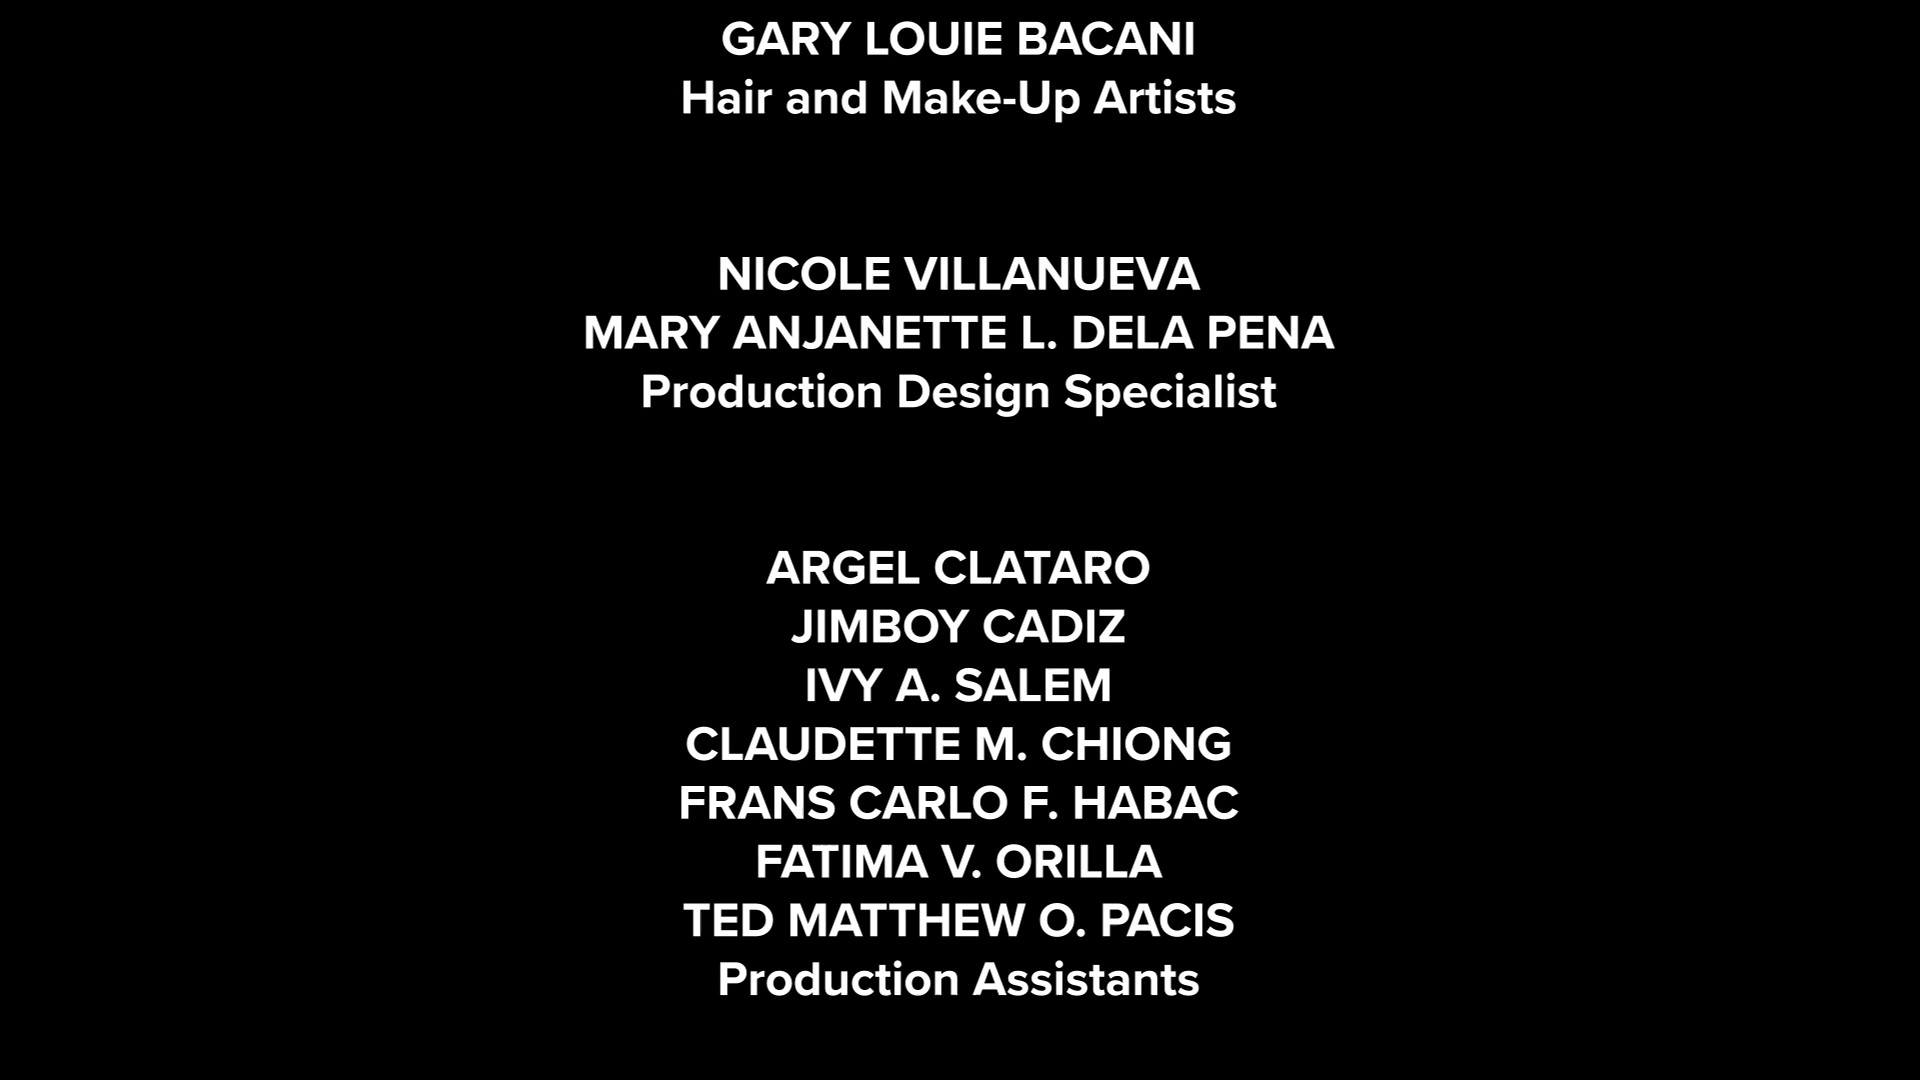 GARY LOUIE BACANI
Hair and Make-Up Artists
NICOLE VILLANUEVA
MARY ANJANETTE L. DELA PENA
Production Design Specialist
ARGEL CLATARO
JIMBOY CADIZ
IVY A. SALEM
CLAUDETTE M. CHIONG
FRANS CARLO F. HABAC
FATIMA V. ORILLA
TED MATTHEW O. PACIS
Production Assistants